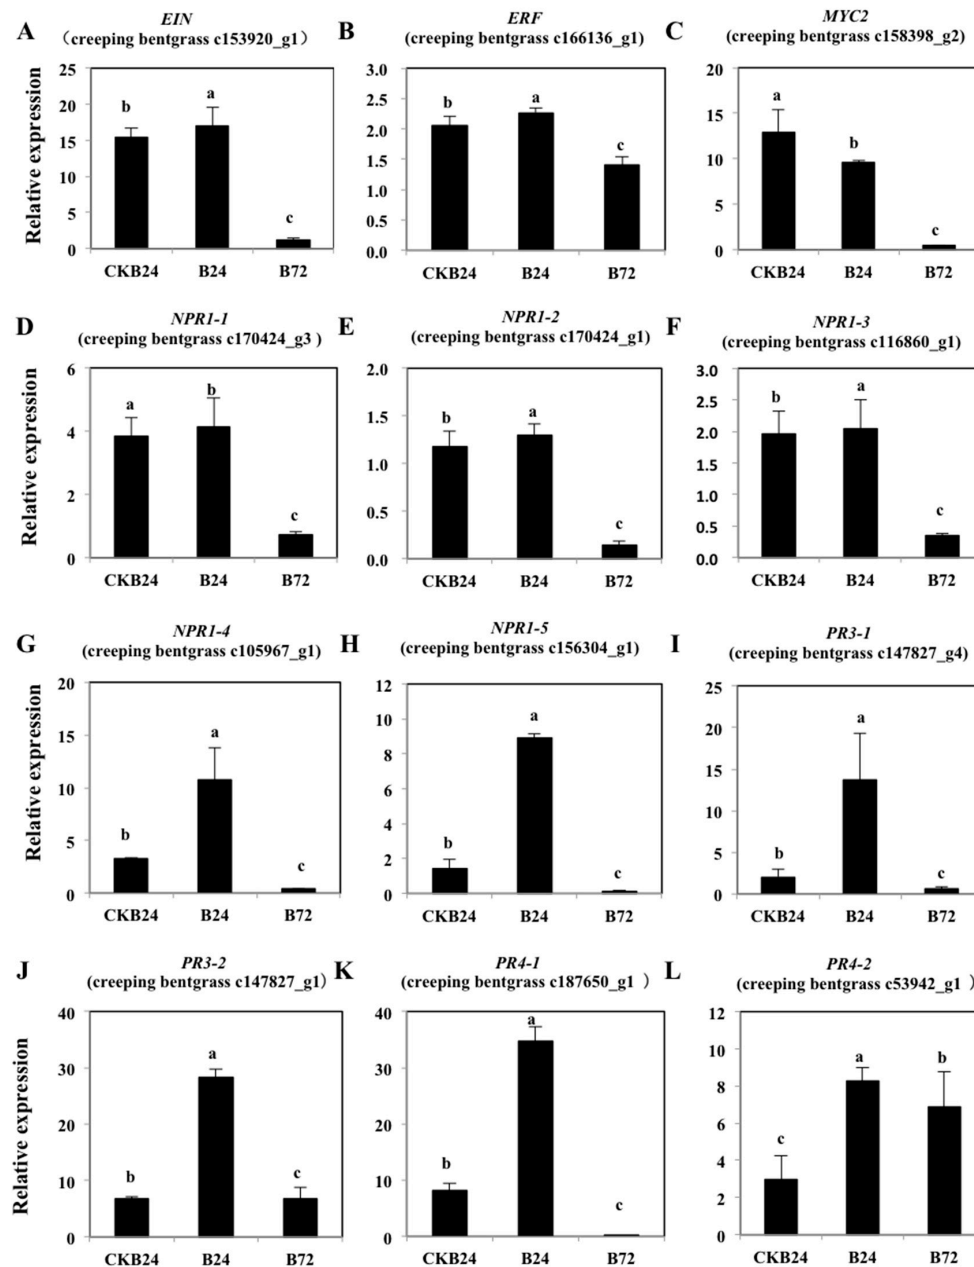 A
EIN
（creeping bentgrass c153920_g1）
B
ERF
(creeping bentgrass c166136_g1)
C
MYC2
(creeping bentgrass c158398_g2)
Relative expression
25
20
15
10
5
0
b
a
c
CKB24 B24 B72
3.0
2.5
2.0
1.5
1.0
0.5
0.0
b
a
c
CKB24 B24 B72
20
15
10
5
0
a
b
c
CKB24 B24 B72
D
NPR1-1
(creeping bentgrass c170424_g3 )
E
NPR1-2
(creeping bentgrass c170424_g1)
F
NPR1-3
(creeping bentgrass c116860_g1)
Relative expression
6
4
2
0
a
b
c
CKB24 B24 B72
2.0
1.5
1.0
0.5
0.0
b
a
c
CKB24 B24 B72
3.0
2.5
2.0
1.5
1.0
0.5
0.0
b
a
c
CKB24 B24 B72
G
NPR1-4
(creeping bentgrass c105967_g1)
H
NPR1-5
(creeping bentgrass c156304_g1)
I
PR3-1
(creeping bentgrass c147827_g4)
Relative expression
20
15
10
5
0
b
a
c
CKB24 B24 B72
12
10
8
6
4
2
0
b
a
c
CKB24 B24 B72
25
20
15
10
5
0
b
a
c
CKB24 B24 B72
J
PR3-2
(creeping bentgrass c147827_g1）
K
PR4-1
(creeping bentgrass c187650_g1 ）
L
PR4-2
(creeping bentgrass c53942_g1 ）
Relative expression
40
30
20
10
0
b
a
c
CKB24 B24 B72
40
30
20
10
0
b
a
c
CKB24 B24 B72
12
10
8
6
4
2
0
c
a
b
CKB24 B24 B72